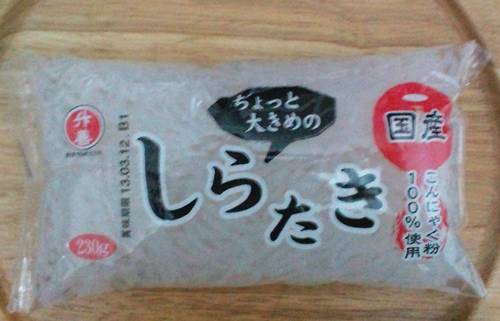 ちょっと
大きめの
しらたき
国産
こんにゃく粉
100%使用
賞味期限 13.03.12. B1
230g